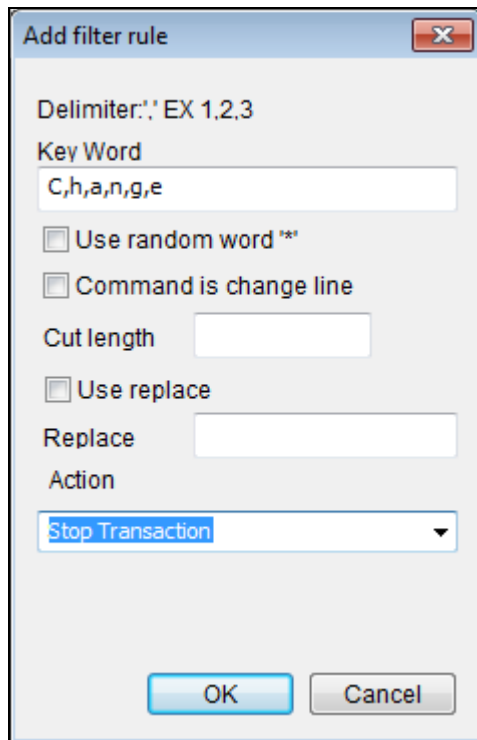 Add filter rule
Delimiter:',' EX 1,2,3
Key Word
C,h,a,n,g,e
Use random word '*'
Command is change line
Cut length
Use replace
Replace
Action
Stop Transaction
OK Cancel